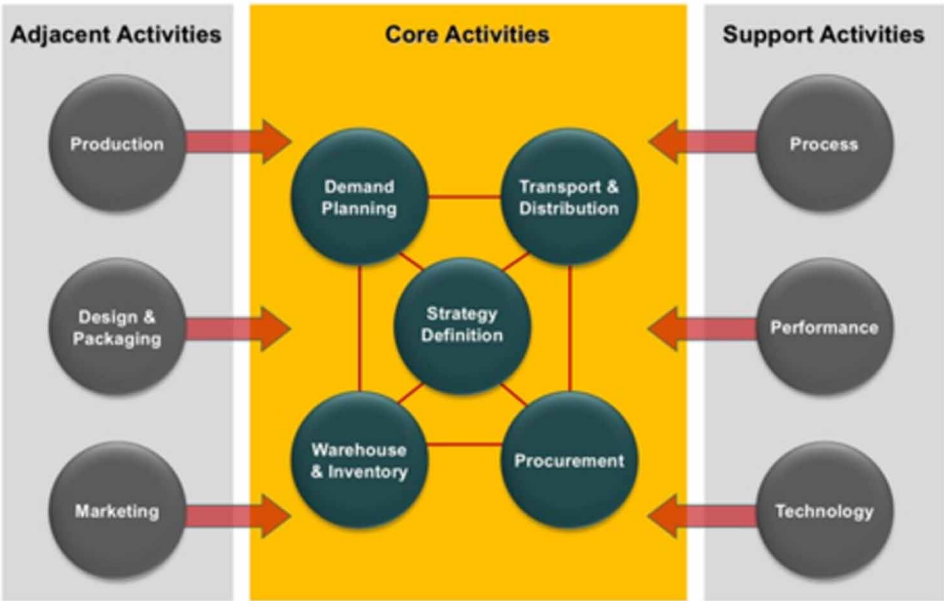 Adjacent Activities
Core Activities
Support Activities
Production
Demand
Planning
Transport &
Distribution
Process
Design &
Packaging
Strategy
Definition
Performance
Marketing
Warehouse
& Inventory
Procurement
Technology